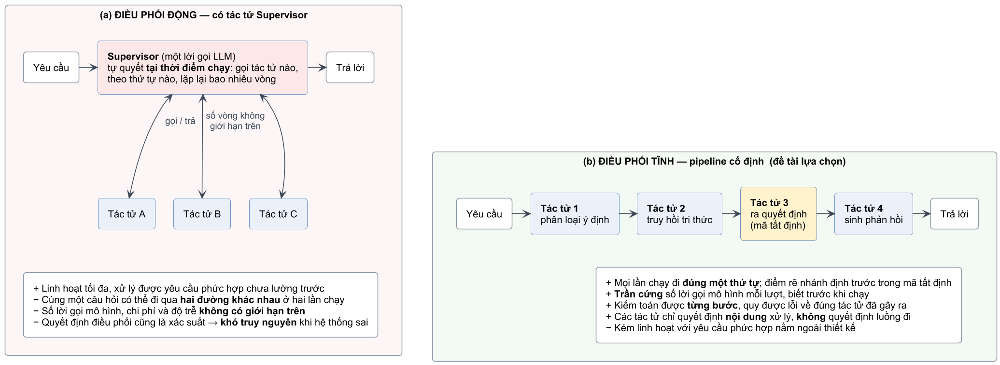 (a) ĐIỀU PHỐI ĐỘNG — có tác tử Supervisor
Yêu cầu
Supervisor (một lời gọi LLM)
tự quyết tại thời điểm chạy: gọi tác tử nào,
theo thứ tự nào, lặp lại bao nhiêu vòng
Trả lời
gọi / trả
số vòng không
giới hạn trên
Tác tử A
Tác tử B
Tác tử C
+ Linh hoạt tối đa, xử lý được yêu cầu phức hợp chưa lường trước
− Cùng một câu hỏi có thể đi qua hai đường khác nhau ở hai lần chạy
− Số lời gọi mô hình, chi phí và độ trễ không có giới hạn trên
− Quyết định điều phối cũng là xác suất → khó truy nguyên khi hệ thống sai
(b) ĐIỀU PHỐI TĨNH — pipeline cố định (đề tài lựa chọn)
Yêu cầu
Tác tử 1
phân loại ý định
Tác tử 2
truy hồi tri thức
Tác tử 3
ra quyết định
(mã tất định)
Tác tử 4
sinh phản hồi
Trả lời
+ Mọi lần chạy đi đúng một thứ tự; điểm rẽ nhánh định trước trong mã tất định
+ Trần cứng số lời gọi mô hình mỗi lượt, biết trước khi chạy
+ Kiểm toán được từng bước, quy được lỗi về đúng tác tử đã gây ra
+ Các tác tử chỉ quyết định nội dung xử lý, không quyết định luồng đi
− Kém linh hoạt với yêu cầu phức hợp nằm ngoài thiết kế